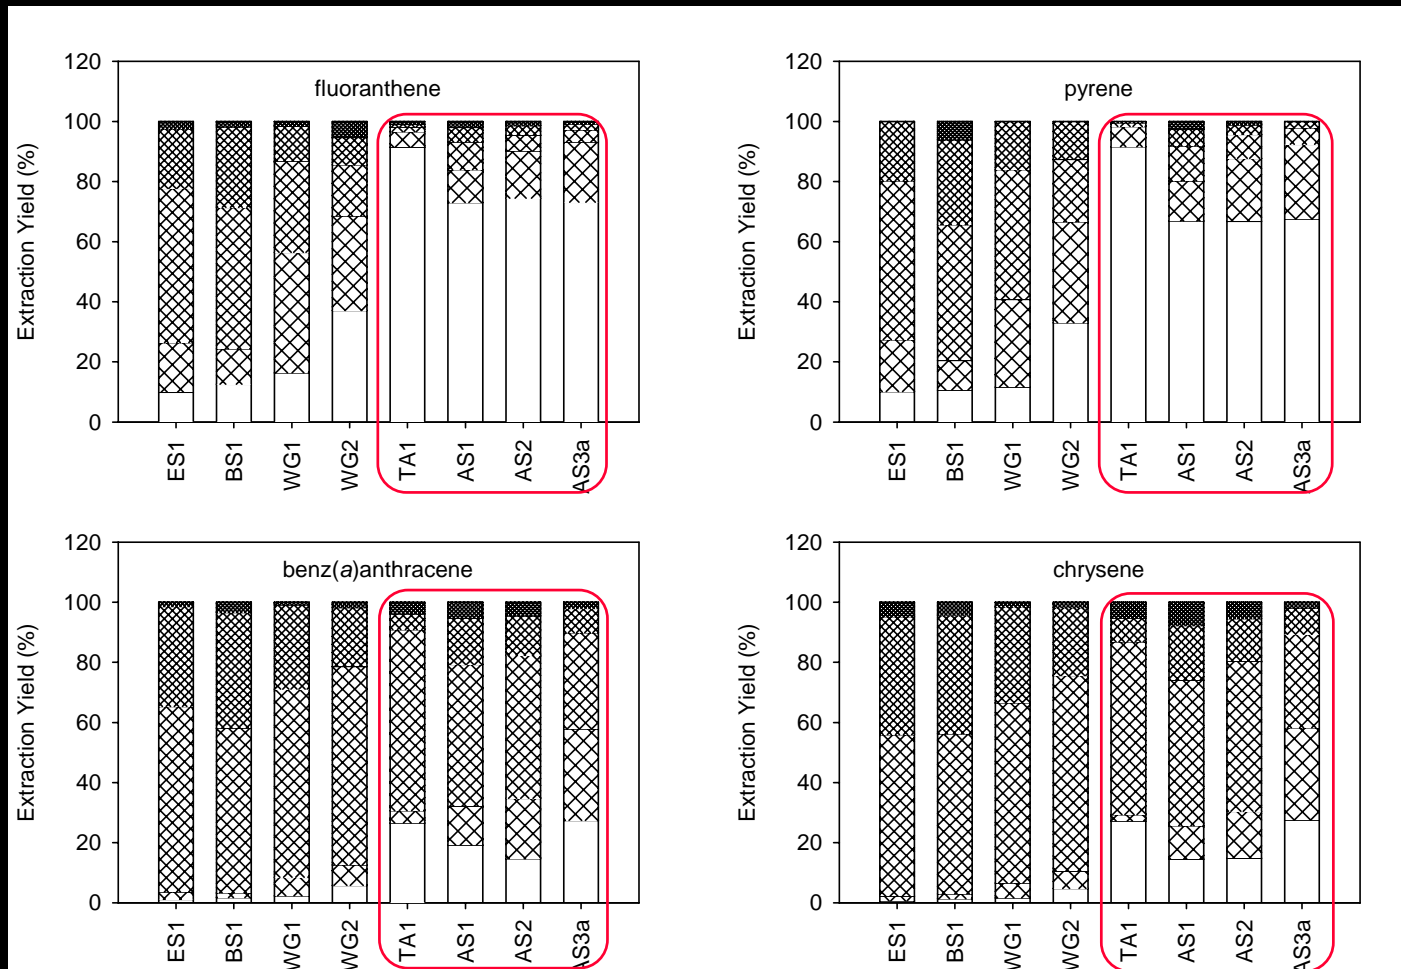 fluoranthene
120
100
80
60
40
20
0
Extraction Yield (%)
ES1
BS1
WG1
WG2
TA1
AS1
AS2
AS3a
pyrene
120
100
80
60
40
20
0
Extraction Yield (%)
ES1
BS1
WG1
WG2
TA1
AS1
AS2
AS3a
benz(a)anthracene
120
100
80
60
40
20
0
Extraction Yield (%)
ES1
BS1
WG1
WG2
TA1
AS1
AS2
AS3a
chrysene
120
100
80
60
40
20
0
Extraction Yield (%)
ES1
BS1
WG1
WG2
TA1
AS1
AS2
AS3a